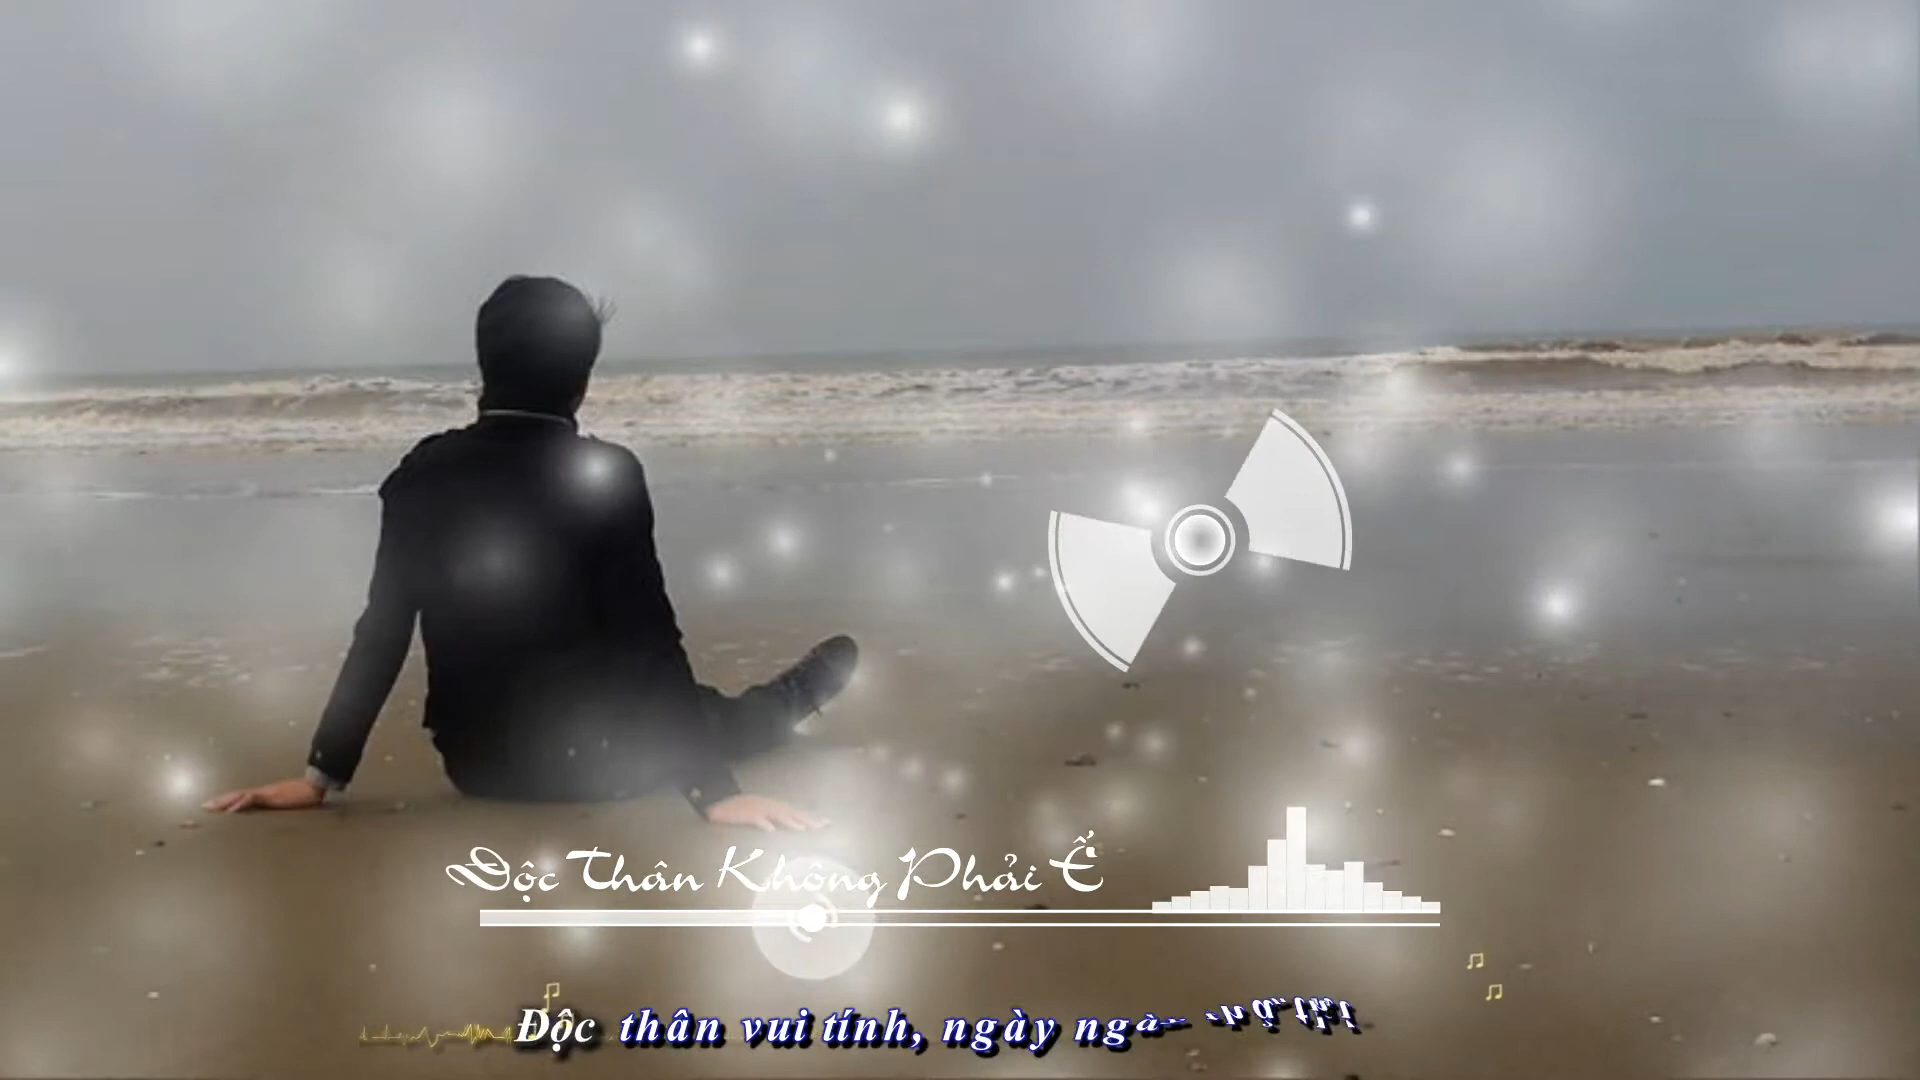 Độc Thân Không Phải Ế
Độc thân vui tính, ngày